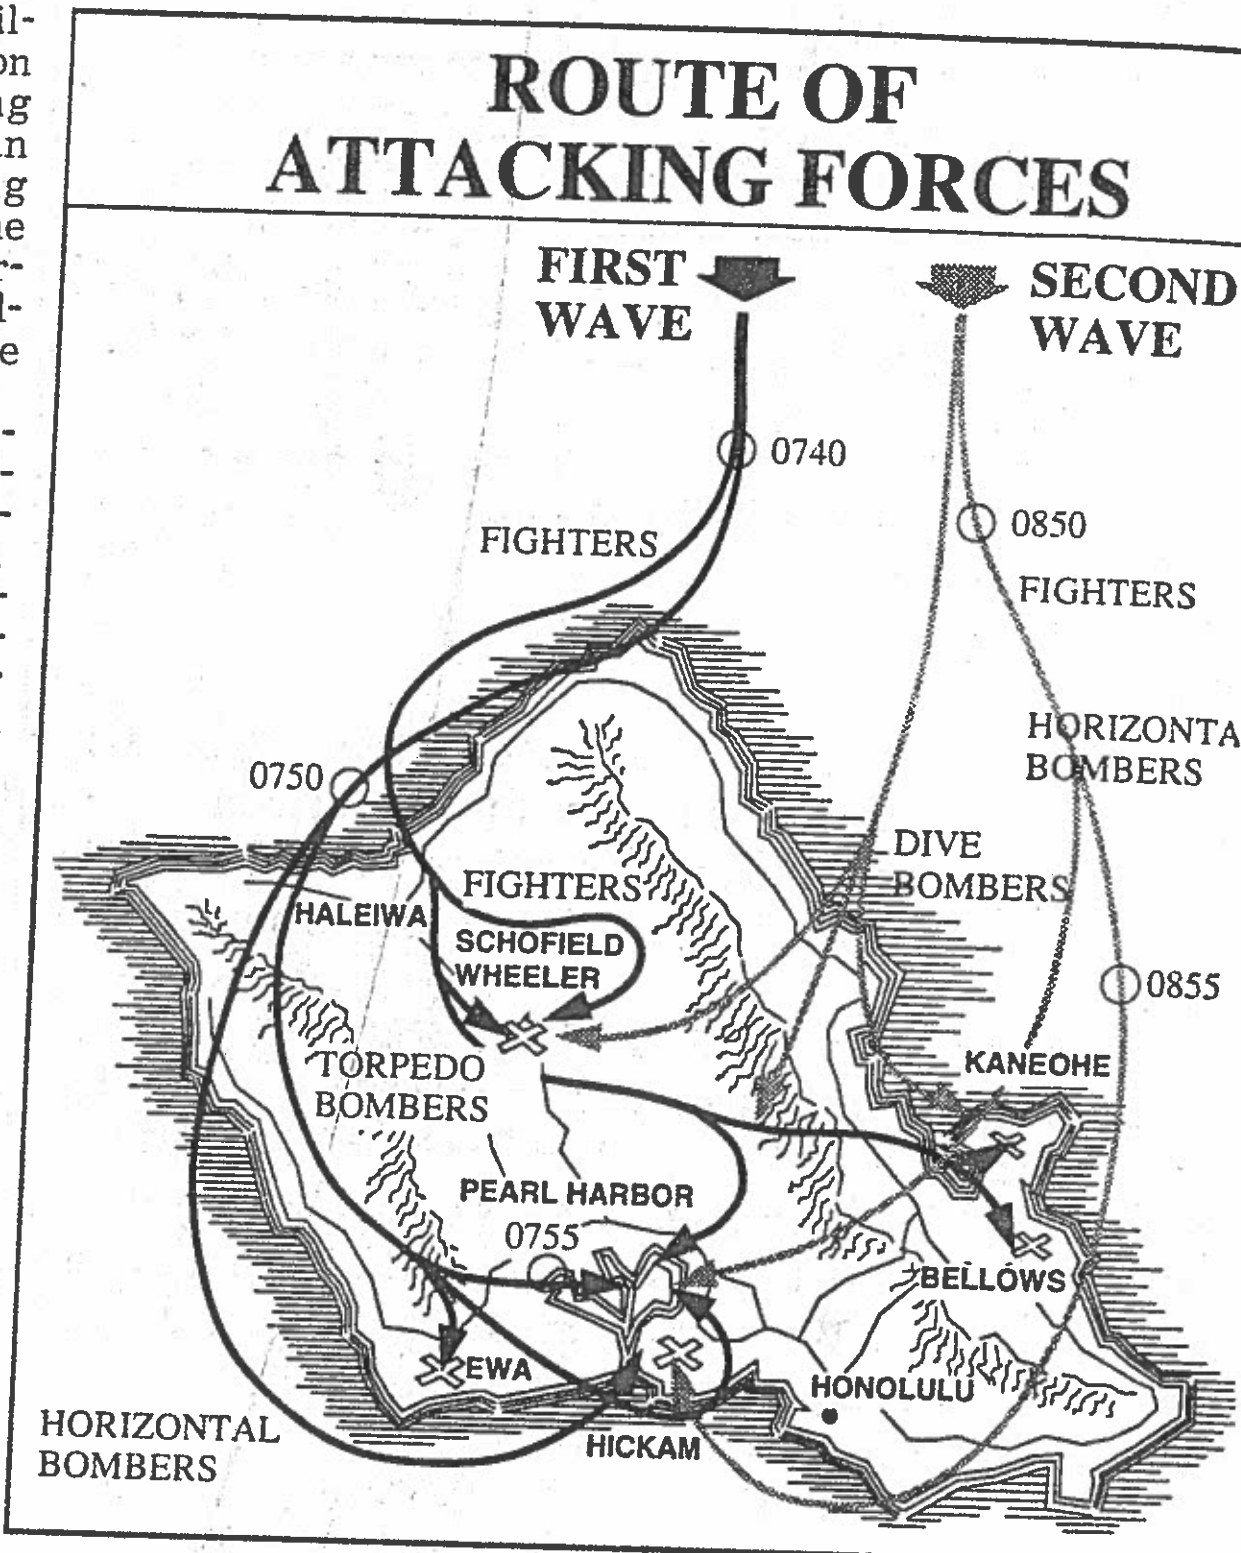 ROUTE OF
ATTACKING FORCES
FIRST
WAVE
SECOND
WAVE
0740
0850
FIGHTERS
FIGHTERS
HORIZONTA
BOMBERS
0750
DIVE
BOMBERS
FIGHTERS
HALEIWA
SCHOFIELD
WHEELER
0855
TORPEDO
BOMBERS
KANEOHE
PEARL HARBOR
0755
BELLOWS
EWA
HONOLULU
HORIZONTAL
BOMBERS
HICKAM